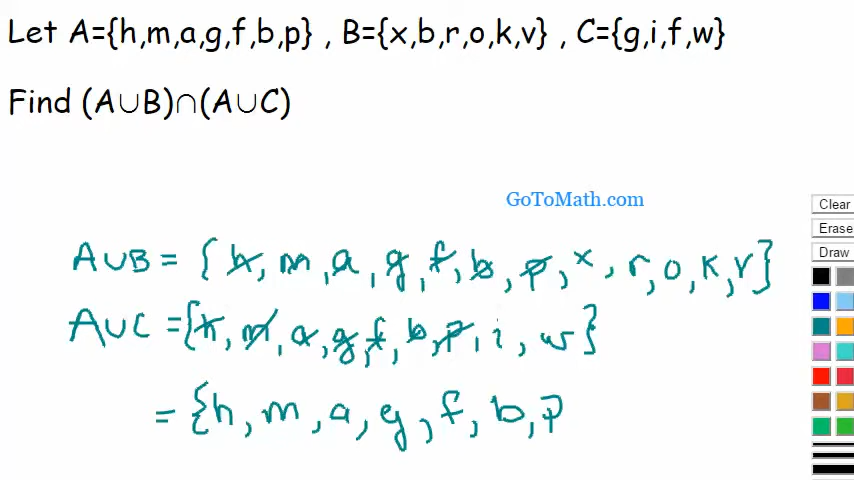 Let A={h,m,a,g,f,b,p} , B={x,b,r,o,k,v} , C={g,i,f,w}
Find (A∪B)∩(A∪C)
GoToMath.com
Clear
Erase
Draw
A∪B = {h, m, a, g, f, b, p, x, r, o, k, v}
A∪C = {h, m, a, g, f, b, p, i, w}
= {h, m, a, g, f, b, p